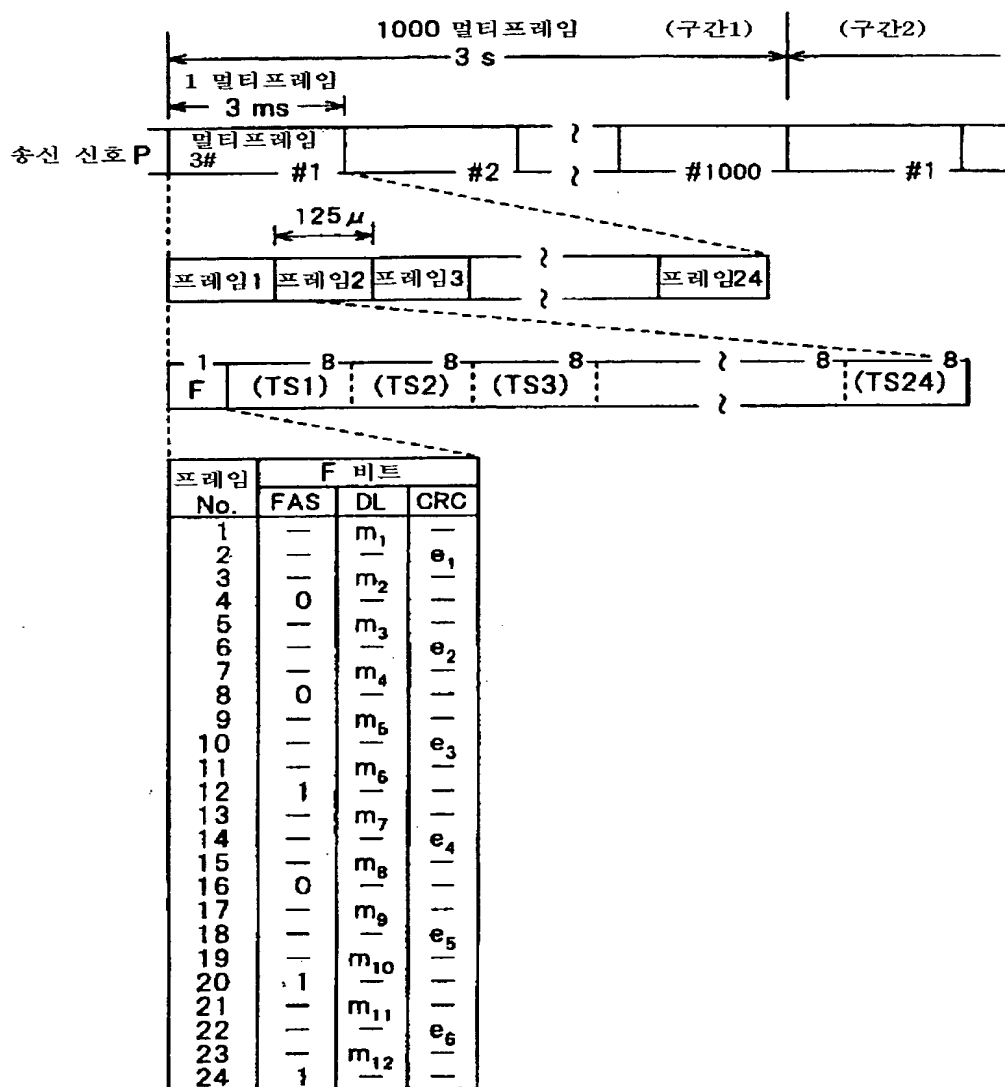 1000 멀티프레임 (구간1) (구간2)
3 s
1 멀티프레임
3 ms
송신 신호 P 멀티프레임
3# #1 #2 #1000 #1
125μ
프레임1 프레임2 프레임3 프레임24
1 8 8 8 8 8
F (TS1) (TS2) (TS3) (TS24)
프레임 No. F 비트
FAS DL CRC
1 — m₁ —
2 — — e₁
3 — m₂ —
4 0 — —
5 — m₃ —
6 — — e₂
7 — m₄ —
8 0 — —
9 — m₅ —
10 — — e₃
11 — m₆ —
12 1 — —
13 — m₇ —
14 — — e₄
15 — m₈ —
16 0 — —
17 — m₉ —
18 — — e₅
19 — m₁₀ —
20 1 — —
21 — m₁₁ —
22 — — e₆
23 — m₁₂ —
24 1 — —